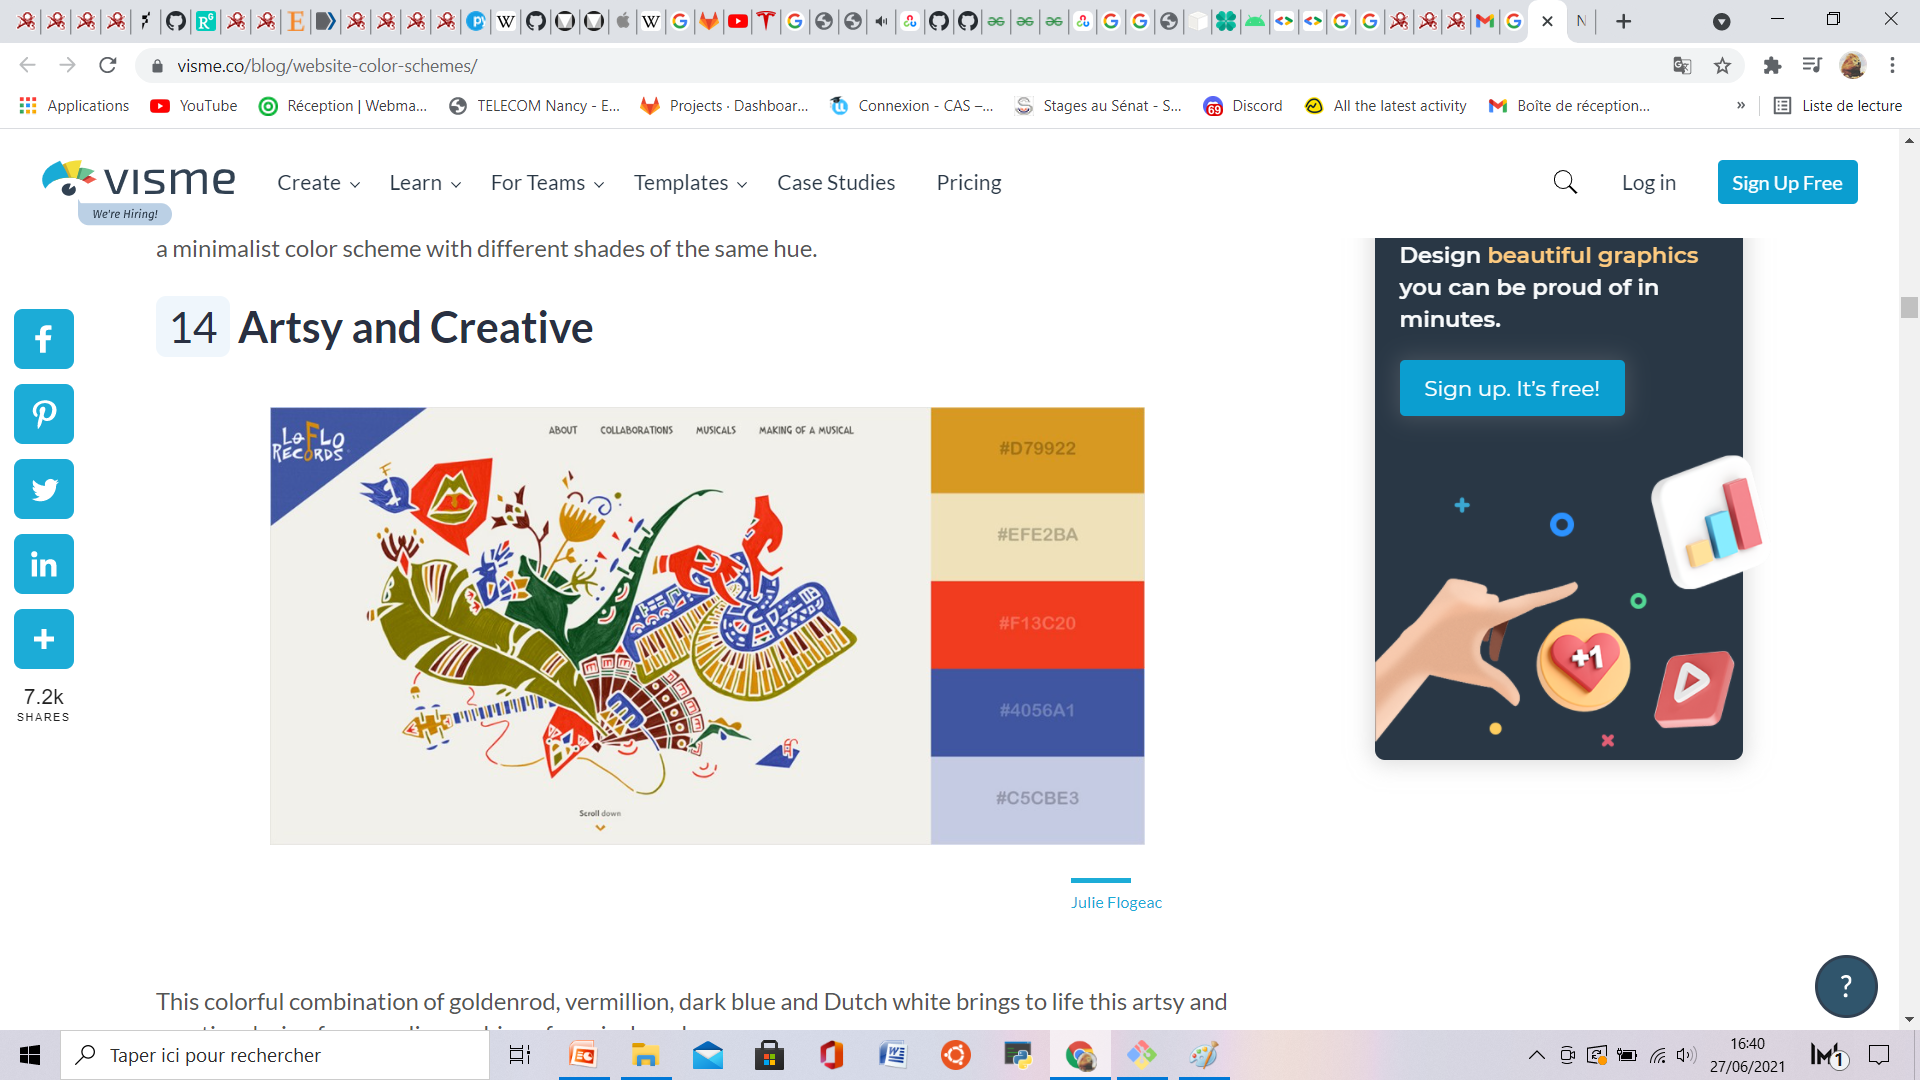 visme.co/blog/website-color-schemes/
Applications
YouTube
Réception | Webma...
TELECOM Nancy - E...
Projects · Dashboar...
Connexion - CAS –...
Stages au Sénat - S...
Discord
All the latest activity
Boîte de réception...
»
Liste de lecture
visme
We're Hiring!
Create
Learn
For Teams
Templates
Case Studies
Pricing
Log in
Sign Up Free
a minimalist color scheme with different shades of the same hue.
14 Artsy and Creative
LOFLO
RECORDS
ABOUT
COLLABORATIONS
MUSICALS
MAKING OF A MUSICAL
#D79922
#EFE2BA
#F13C20
#4056A1
#C5CBE3
Scroll down
Julie Flogeac
This colorful combination of goldenrod, vermillion, dark blue and Dutch white brings to life this artsy and
7.2k
SHARES
Design beautiful graphics
you can be proud of in
minutes.
Sign up. It's free!
+1
?
Taper ici pour rechercher
16:40
27/06/2021
1